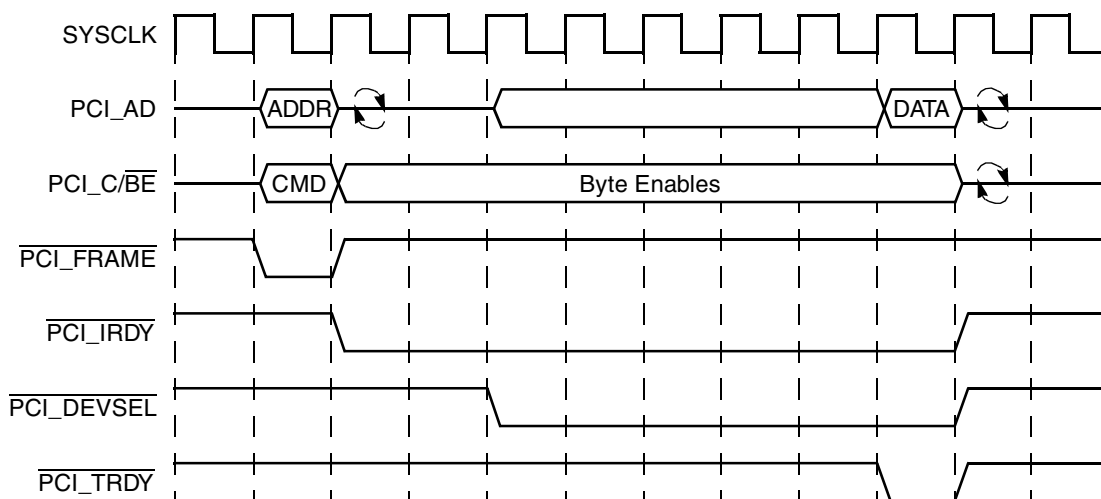 SYSCLK
PCI_AD ADDR DATA
PCI_C/BE CMD Byte Enables
PCI_FRAME
PCI_IRDY
PCI_DEVSEL
PCI_TRDY